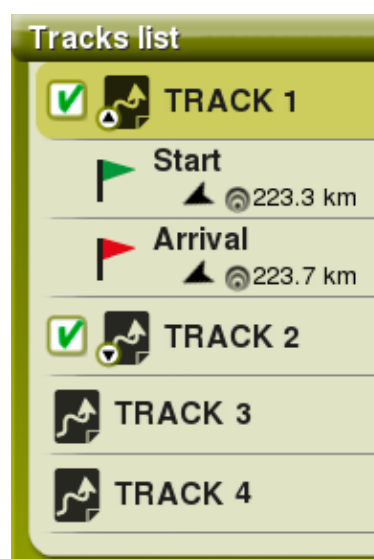 Tracks list
TRACK 1
Start
223.3 km
Arrival
223.7 km
TRACK 2
TRACK 3
TRACK 4